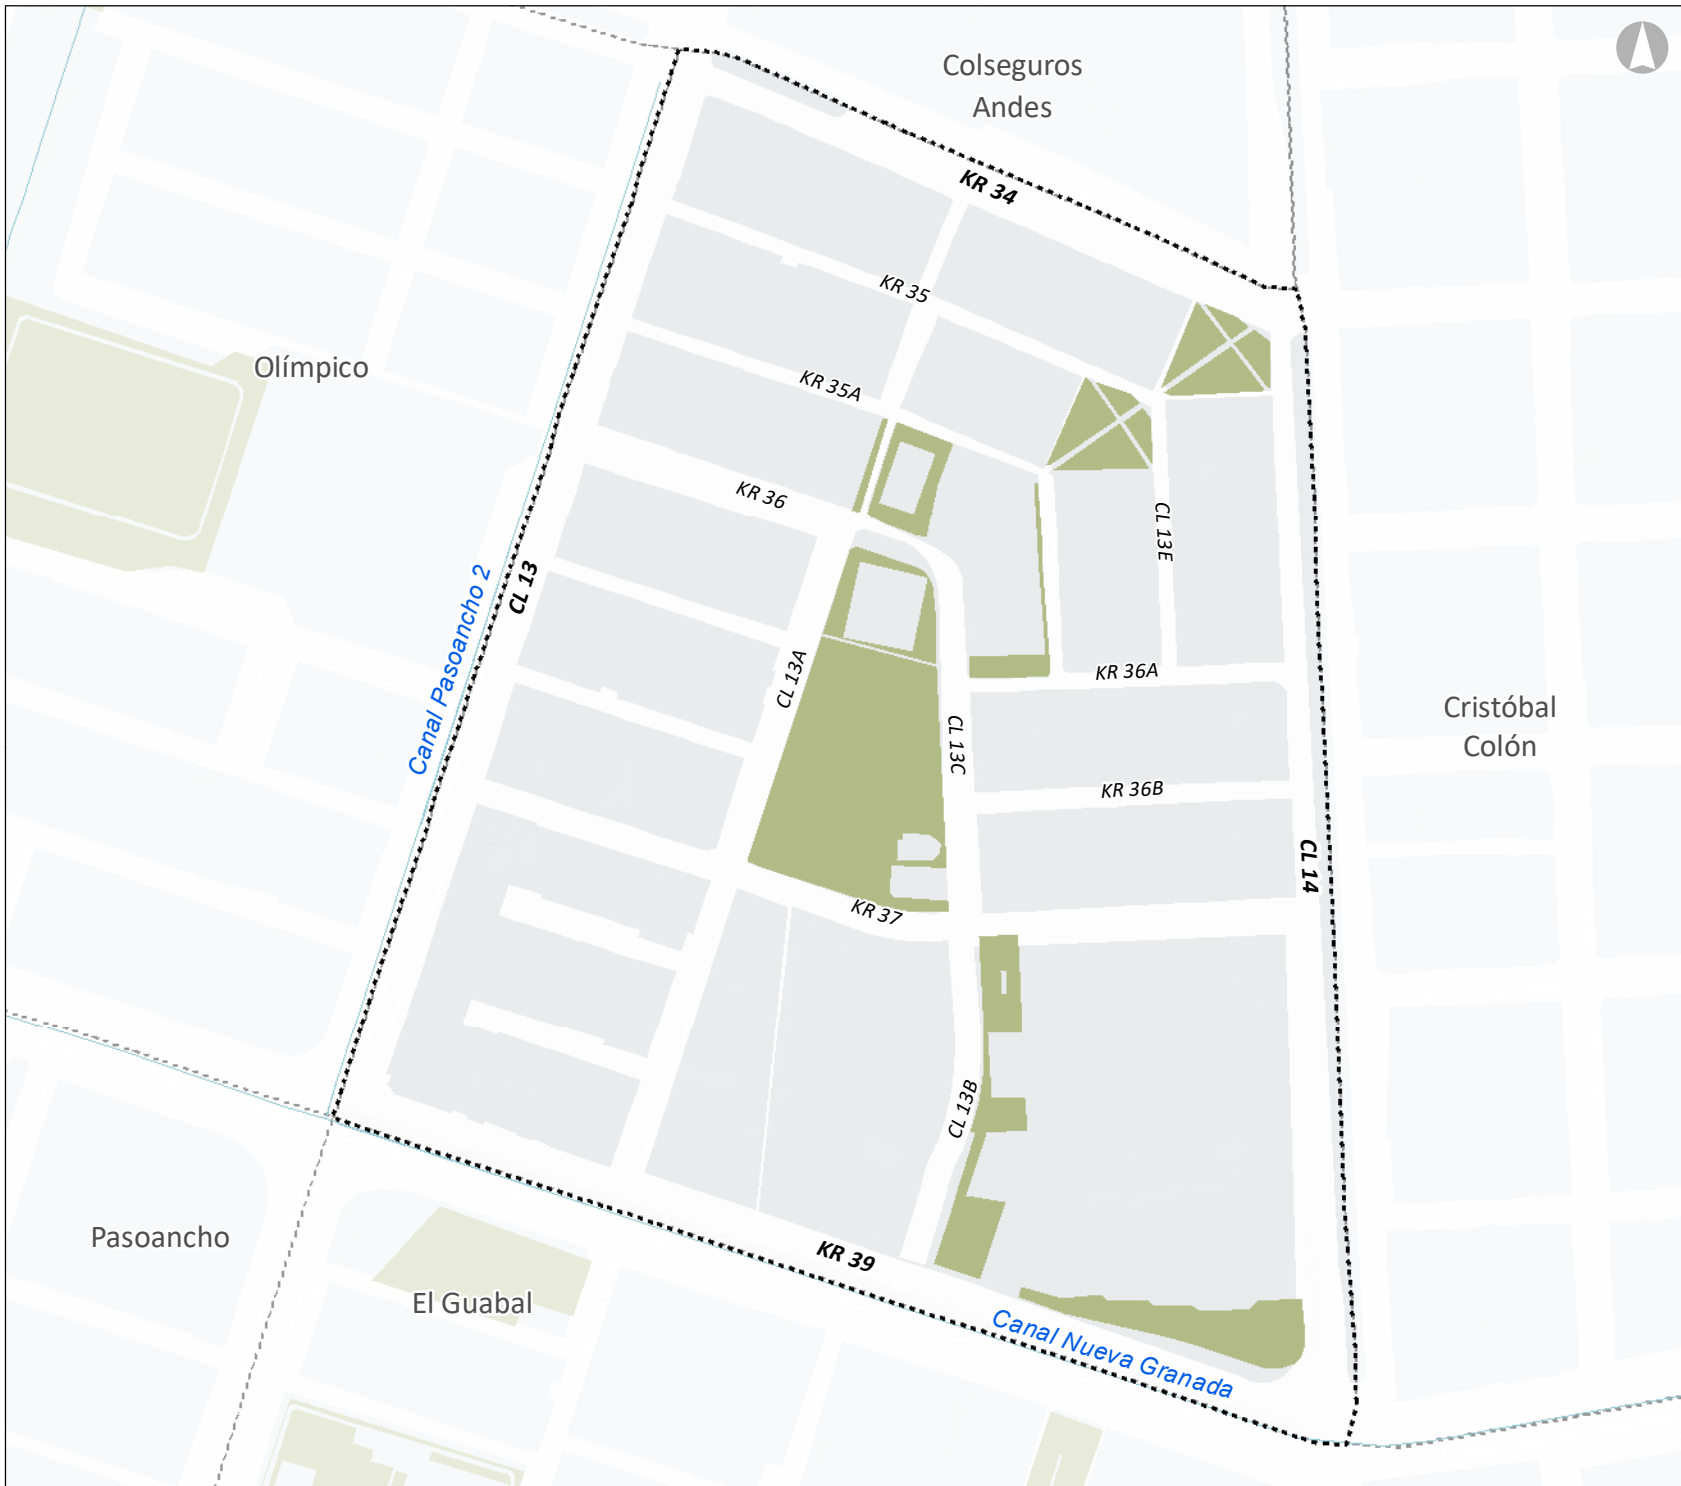 Colseguros
Andes
KR 34
KR 35
Olímpico
KR 35A
KR 36
CL 13E
CL 13
Canal Pasoancho 2
CL 13A
KR 36A
CL 13C
Cristóbal
Colón
KR 36B
CL 14
KR 37
CL 13B
Pasoancho
KR 39
El Guabal
Canal Nueva Granada